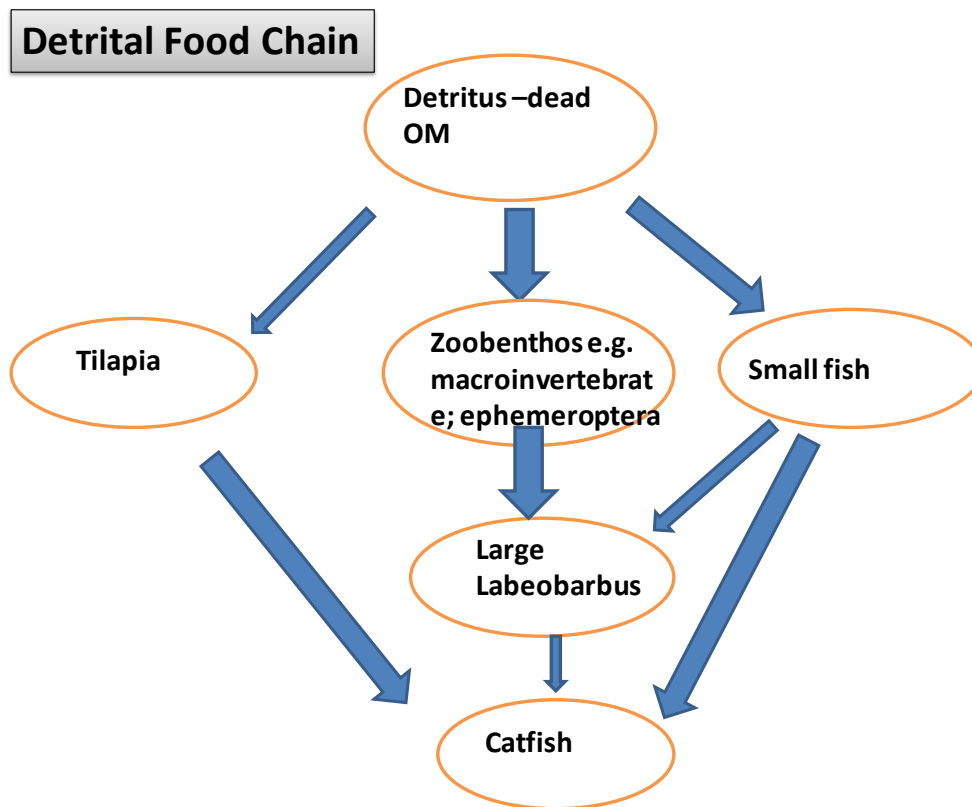 Detrital Food Chain
Detritus –dead
OM
Tilapia
Zoobenthos e.g.
macroinvertebrat
e; ephemeroptera
Small fish
Large
Labeobarbus
Catfish